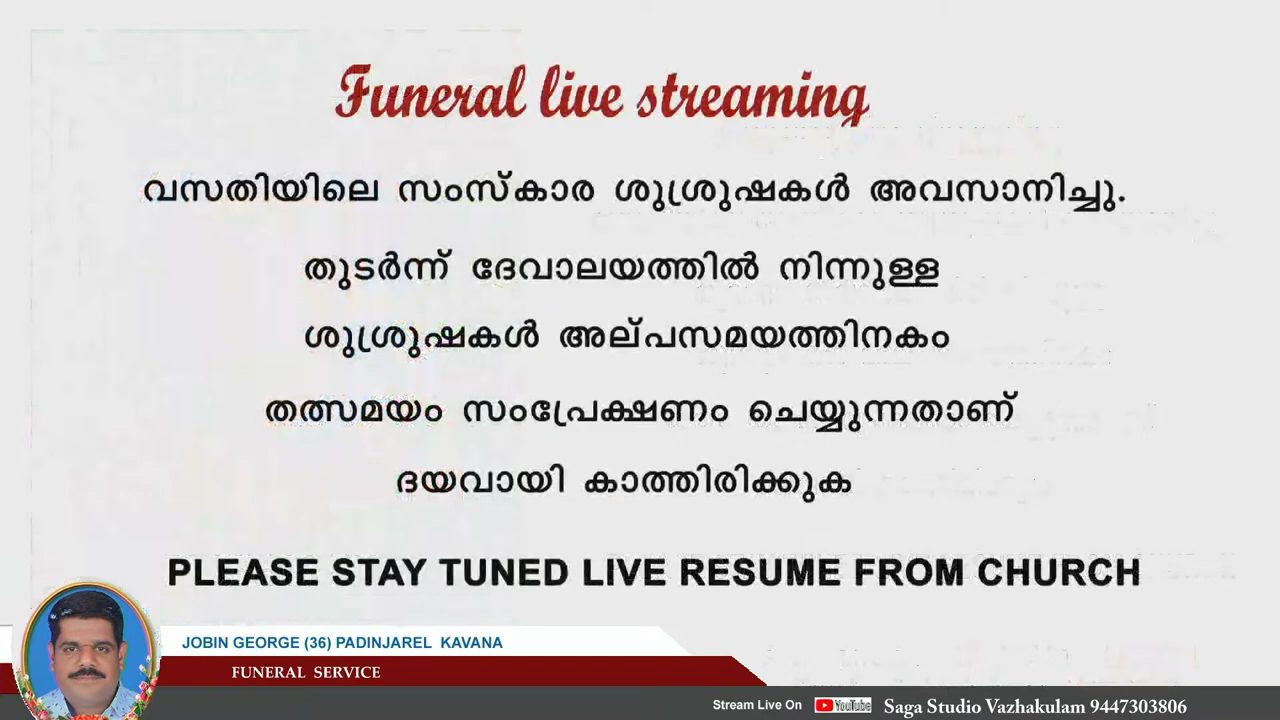 Funeral live streaming
വസതിയിലെ സംസ്കാര ശുശ്രുഷകൾ അവസാനിച്ചു.
തുടർന്ന് ദേവാലയത്തിൽ നിന്നുള്ള
ശുശ്രുഷകൾ അല്പസമയത്തിനകം
തത്സമയം സംപ്രേക്ഷണം ചെയ്യുന്നതാണ്
ദയവായി കാത്തിരിക്കുക
PLEASE STAY TUNED LIVE RESUME FROM CHURCH
JOBIN GEORGE (36) PADINJAREL KAVANA
FUNERAL SERVICE
Stream Live On YouTube Saga Studio Vazhakulam 9447303806